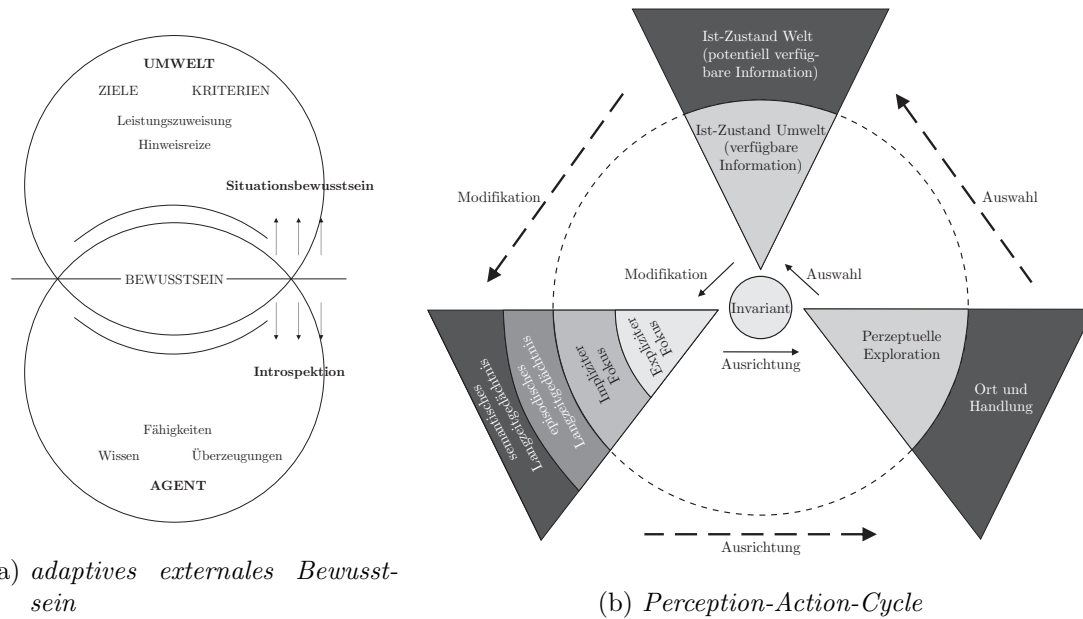 UMWELT
ZIELE KRITERIEN
Leistungszuweisung
Hinweisreize
Situationsbewusstsein
BEWUSSTSEIN
Introspektion
Fähigkeiten
Wissen Überzeugungen
AGENT
a) adaptives externales Bewusst-
sein
Ist-Zustand Welt
(potentiell verfüg-
bare Information)
Ist-Zustand Umwelt
(verfügbare
Information)
Modifikation
Auswahl
Modifikation
Auswahl
Invariant
Ausrichtung
Expliziter
Fokus
Impliziter
Fokus
episodisches
Langzeitgedächtnis
semantisches
Langzeitgedächtnis
Perzeptuelle
Exploration
Ort und
Handlung
Ausrichtung
(b) Perception-Action-Cycle